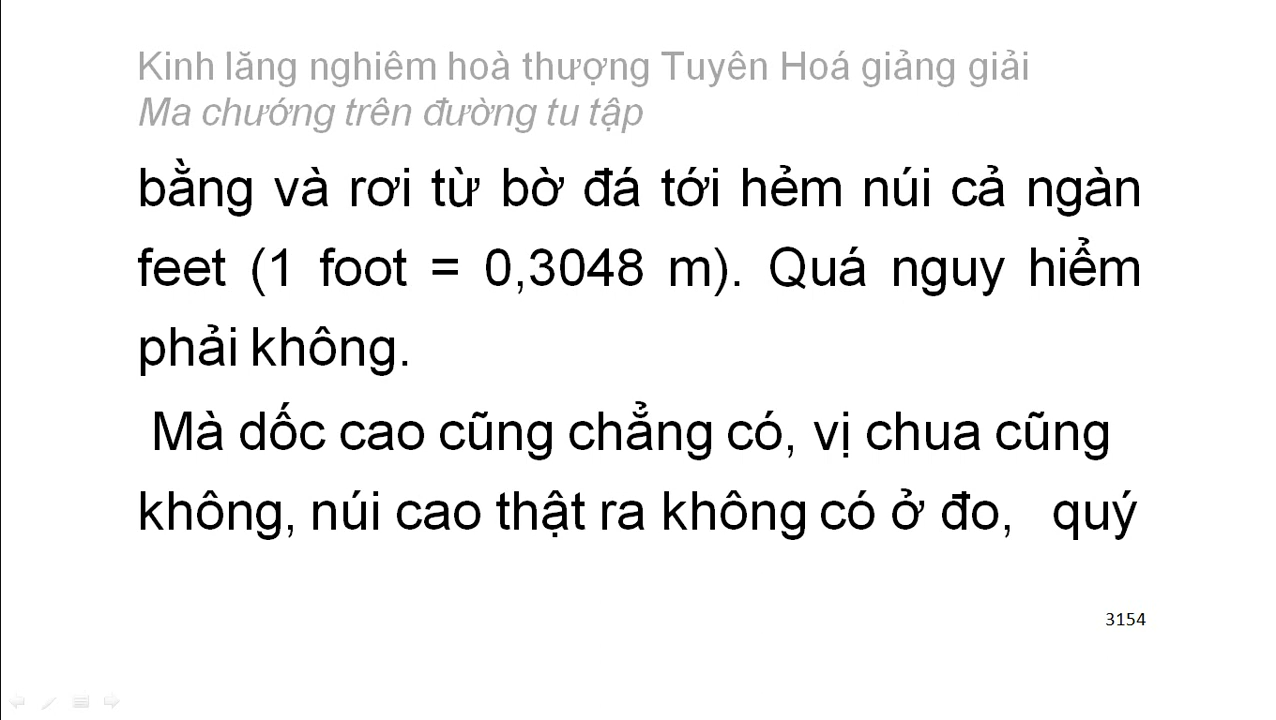 Kinh lăng nghiêm hoà thượng Tuyên Hoá giảng giải
Ma chướng trên đường tu tập
bằng và rơi từ bờ đá tới hẻm núi cả ngàn
feet (1 foot = 0,3048 m). Quá nguy hiểm
phải không.
Mà dốc cao cũng chẳng có, vị chua cũng
không, núi cao thật ra không có ở đo, quý
3154